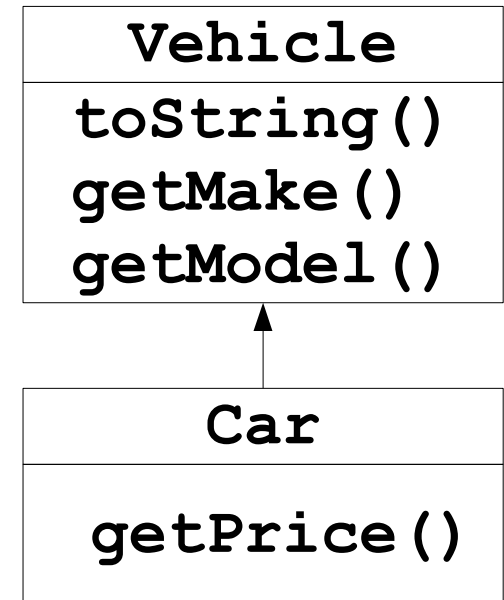 Vehicle
toString()
getMake()
getModel()
Car
getPrice()